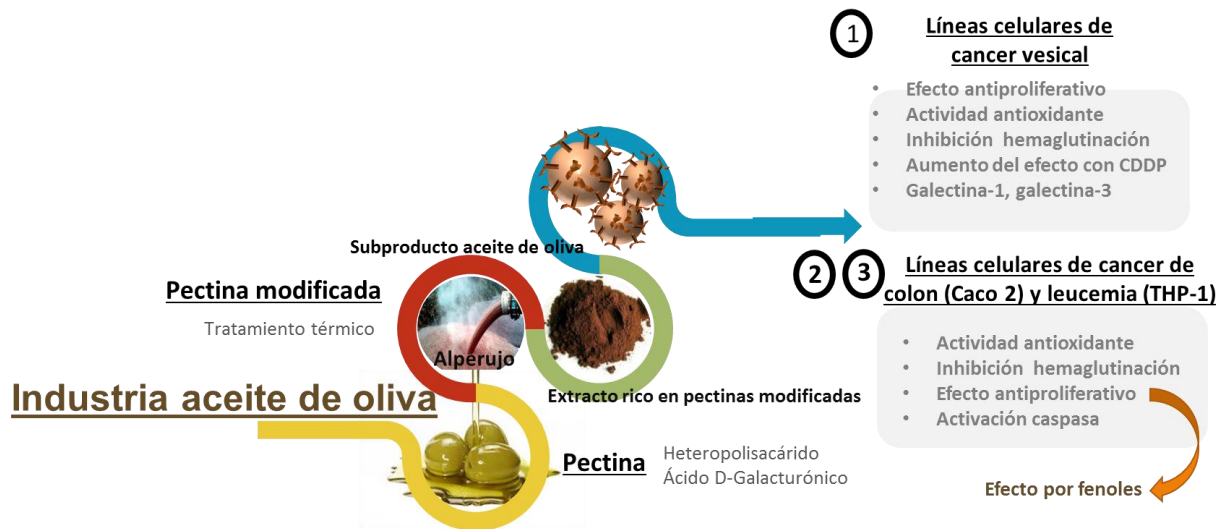 1
Líneas celulares de
cancer vesical
• Efecto antiproliferativo
• Actividad antioxidante
• Inhibición hemaglutinación
• Aumento del efecto con CDDP
• Galectina-1, galectina-3
Subproducto aceite de oliva
2
3
Líneas celulares de cancer de
colon (Caco 2) y leucemia (THP-1)
Pectina modificada
Tratamiento térmico
• Actividad antioxidante
• Inhibición hemaglutinación
• Efecto antiproliferativo
• Activación caspasa
Alperujo
Industria aceite de oliva
Extracto rico en pectinas modificadas
Pectina
Heteropolisacárido
Ácido D-Galacturónico
Efecto por fenoles